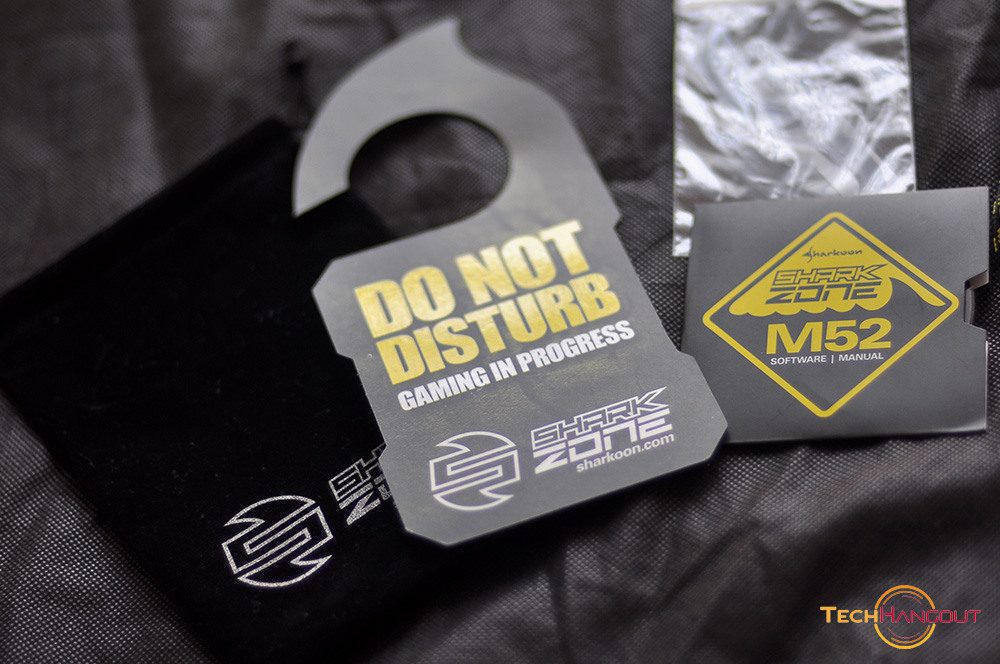 DO NOT
DISTURB
GAMING IN PROGRESS
SHARK
ZONE
sharkoon.com
SHARK
ZONE
Sharkoon
SHARK
ZONE
M52
SOFTWARE | MANUAL
TECHHANGOUT